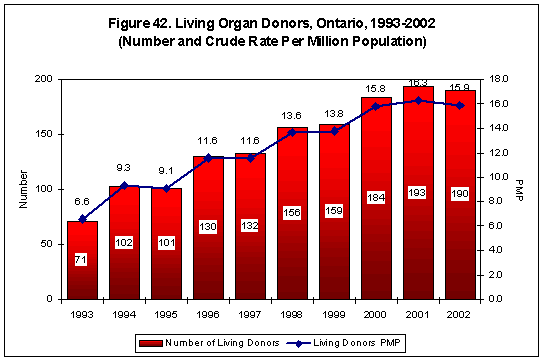 Figure 42. Living Organ Donors, Ontario, 1993-2002
(Number and Crude Rate Per Million Population)
200 18.0
150 16.0
100 14.0
50 12.0
0 10.0
8.0
6.0
4.0
2.0
0.0
Number
PMP
6.6 9.3 9.1 11.6 11.6 13.6 13.8 15.8 16.3 15.9
71 102 101 130 132 156 159 184 193 190
1993 1994 1995 1996 1997 1998 1999 2000 2001 2002
Number of Living Donors Living Donors PMP